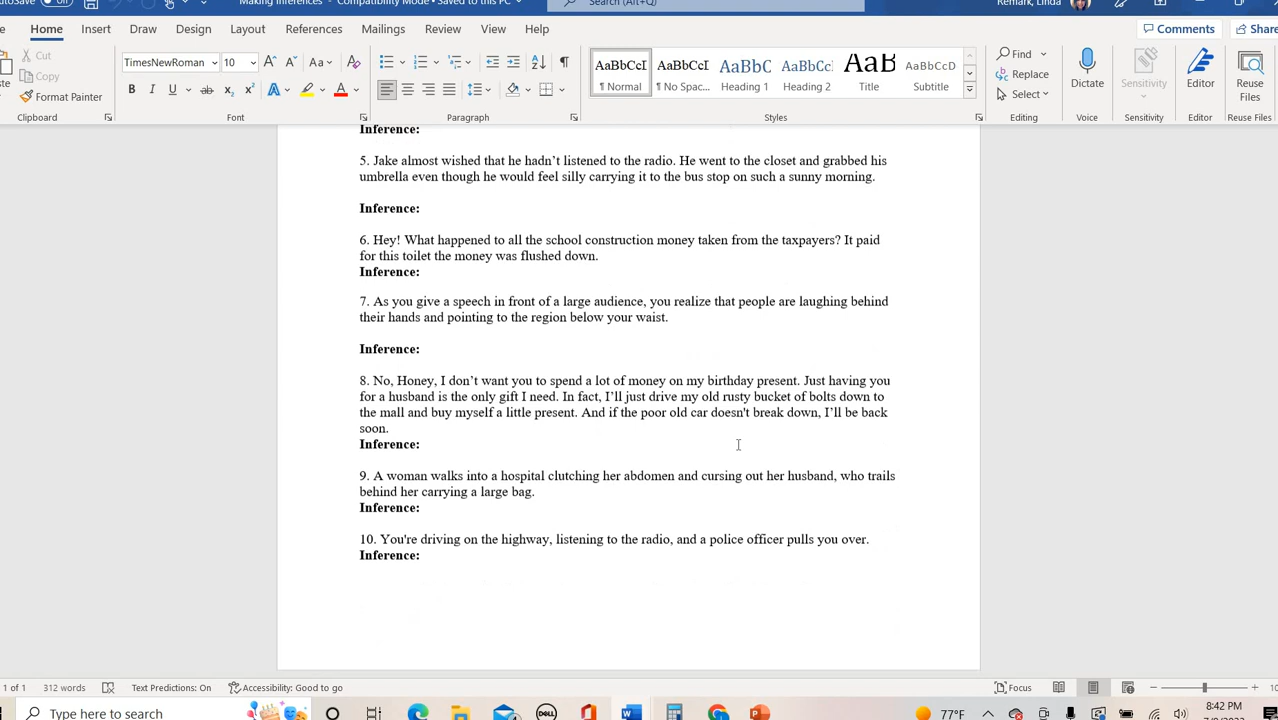 Making Inferences - Compatibility Mode • Saved to this PC
Search (Alt+Q)
Remark, Linda
Home Insert Draw Design Layout References Mailings Review View Help
Comments
Share
Cut
Copy
Format Painter
Clipboard
TimesNewRoman 10
Font
Paragraph
AaBbCcI AaBbCcI AaBbC AaBbCc AaB AaBbCcD
¶ Normal ¶ No Spac... Heading 1 Heading 2 Title Subtitle
Styles
Find
Replace
Select
Editing
Dictate
Voice
Sensitivity
Sensitivity
Editor
Editor
Reuse
Files
Reuse Files
Inference:
5. Jake almost wished that he hadn’t listened to the radio. He went to the closet and grabbed his
umbrella even though he would feel silly carrying it to the bus stop on such a sunny morning.
Inference:
6. Hey! What happened to all the school construction money taken from the taxpayers? It paid
for this toilet the money was flushed down.
Inference:
7. As you give a speech in front of a large audience, you realize that people are laughing behind
their hands and pointing to the region below your waist.
Inference:
8. No, Honey, I don’t want you to spend a lot of money on my birthday present. Just having you
for a husband is the only gift I need. In fact, I’ll just drive my old rusty bucket of bolts down to
the mall and buy myself a little present. And if the poor old car doesn't break down, I’ll be back
soon.
Inference:
9. A woman walks into a hospital clutching her abdomen and cursing out her husband, who trails
behind her carrying a large bag.
Inference:
10. You're driving on the highway, listening to the radio, and a police officer pulls you over.
Inference:
1 of 1 312 words Text Predictions: On Accessibility: Good to go Focus
Type here to search
77°F
8:42 PM